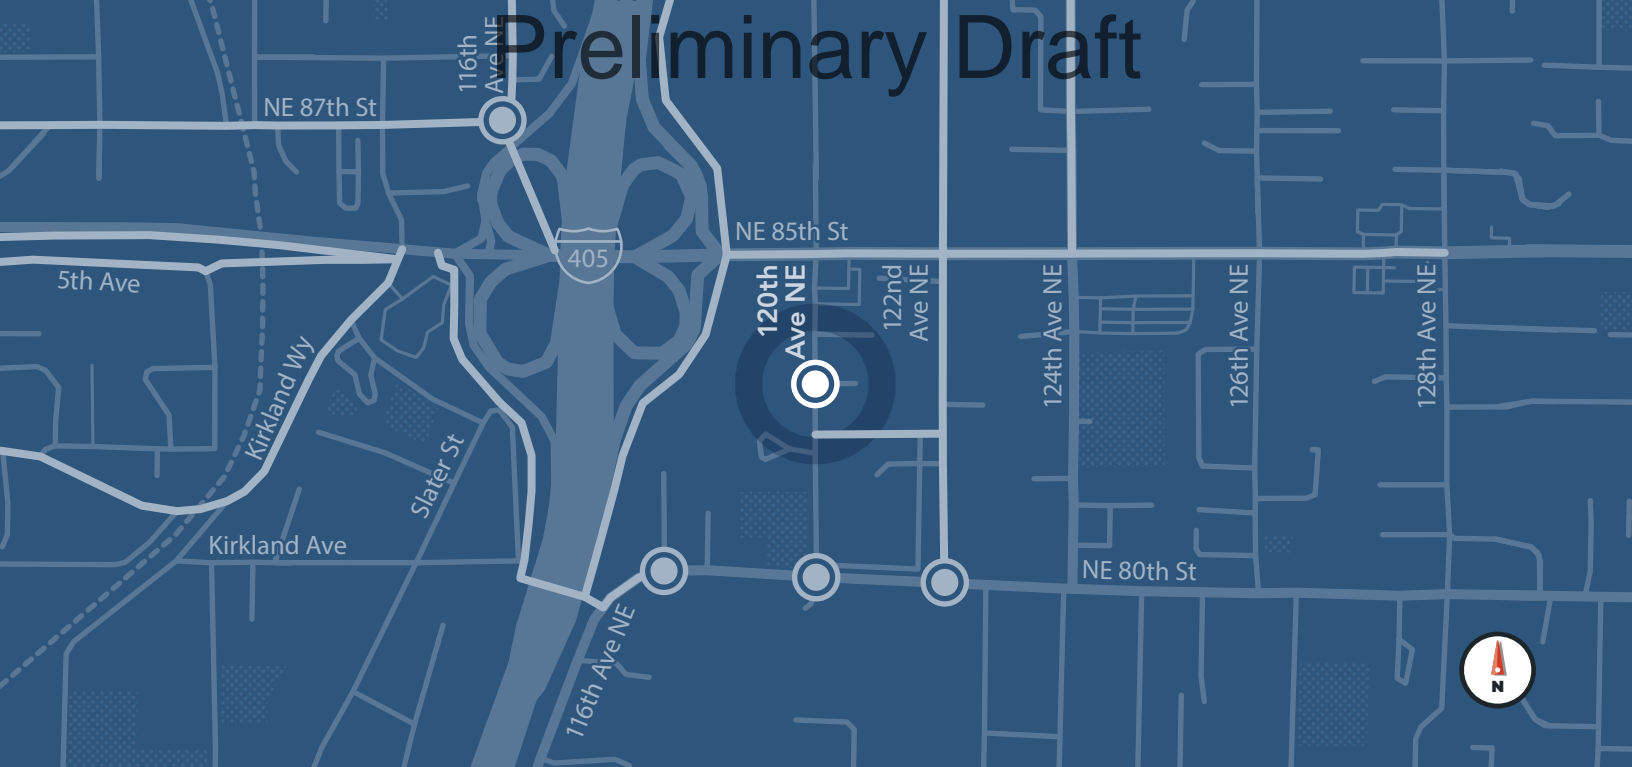 Preliminary Draft
116th
Ave NE
NE 87th St
NE 85th St
405
5th Ave
120th
Ave NE
122nd
Ave NE
124th Ave NE
126th Ave NE
128th Ave NE
Kirkland Wy
Slater St
Kirkland Ave
NE 80th St
116th Ave NE
N